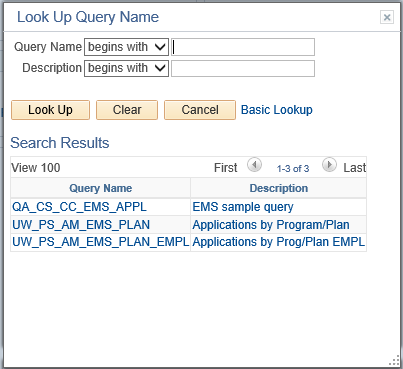 Look Up Query Name
Query Name begins with
Description begins with
Look Up Clear Cancel Basic Lookup
Search Results
View 100 First 1-3 of 3 Last
Query Name Description
QA_CS_CC_EMS_APPL EMS sample query
UW_PS_AM_EMS_PLAN Applications by Program/Plan
UW_PS_AM_EMS_PLAN_EMPL Applications by Prog/Plan EMPL